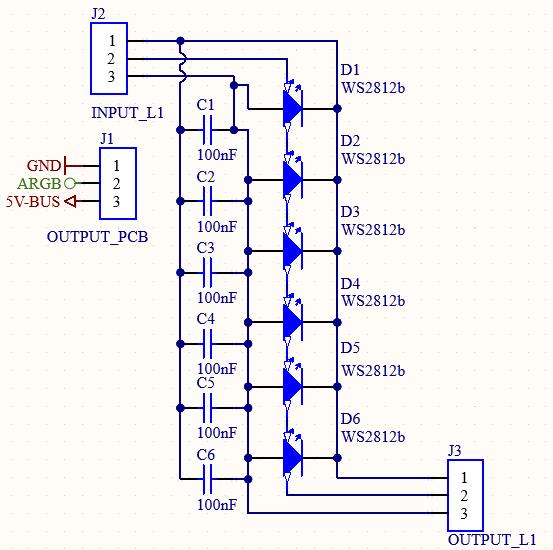 J2
1
2
3
INPUT_L1
J1
GND
1
ARGB
2
5V-BUS
3
OUTPUT_PCB
C1
100nF
C2
100nF
C3
100nF
C4
100nF
C5
100nF
C6
100nF
D1
WS2812b
D2
WS2812b
D3
WS2812b
D4
WS2812b
D5
WS2812b
D6
WS2812b
J3
1
2
3
OUTPUT_L1